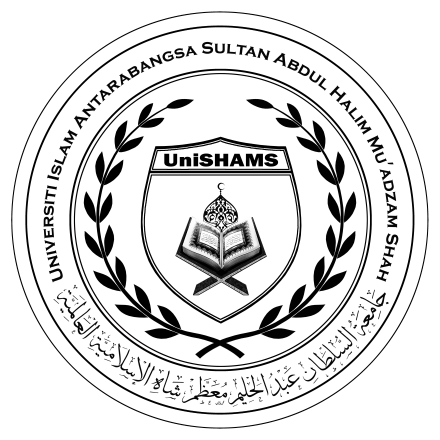 UNIVERSITI ISLAM ANTARABANGSA SULTAN ABDUL HALIM MU'ADZAM SHAH
UniSHAMS
جامعة السلطان عبد الحليم معظم شاه الإسلامية العالمية